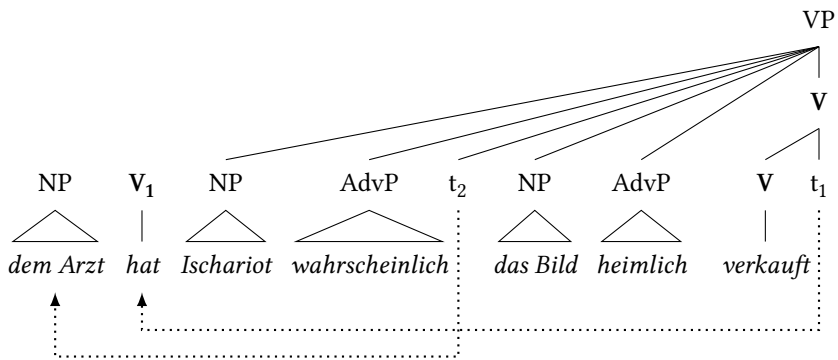 VP
V
NP V₁ NP AdvP t₂ NP AdvP V t₁
dem Arzt hat Ischariot wahrscheinlich das Bild heimlich verkauft